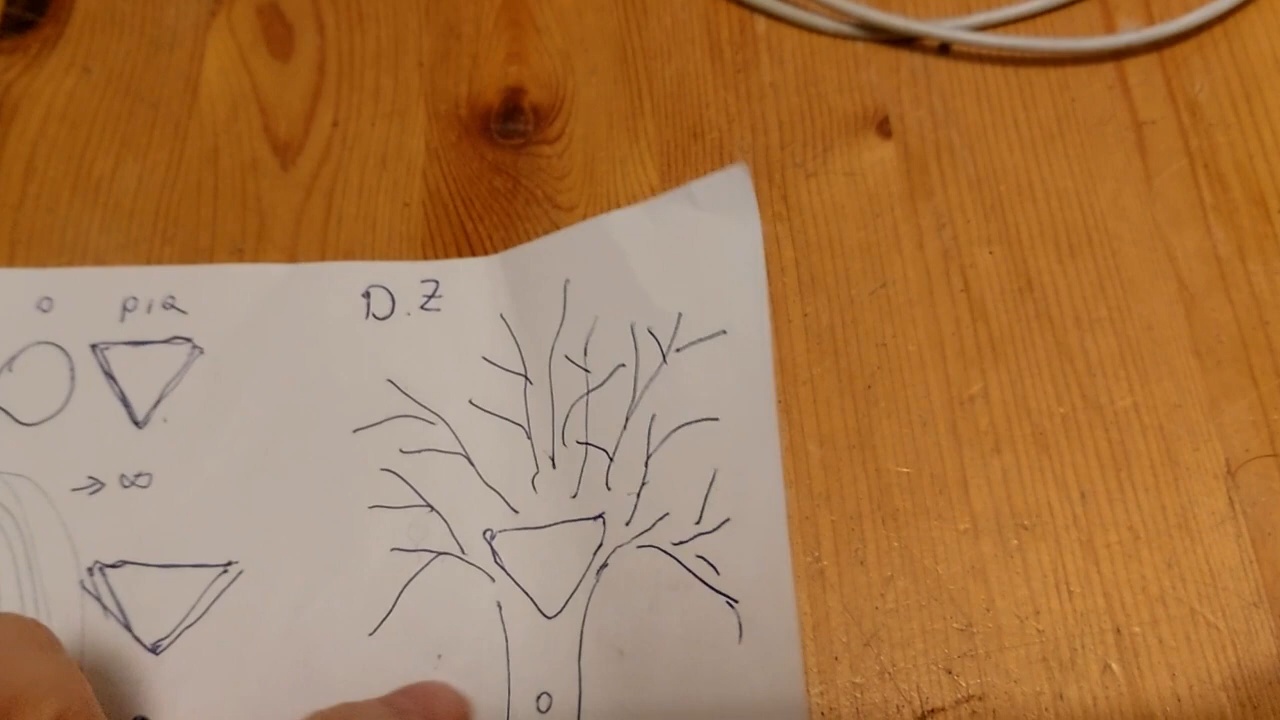 o pia D.Z
→ ∞
o